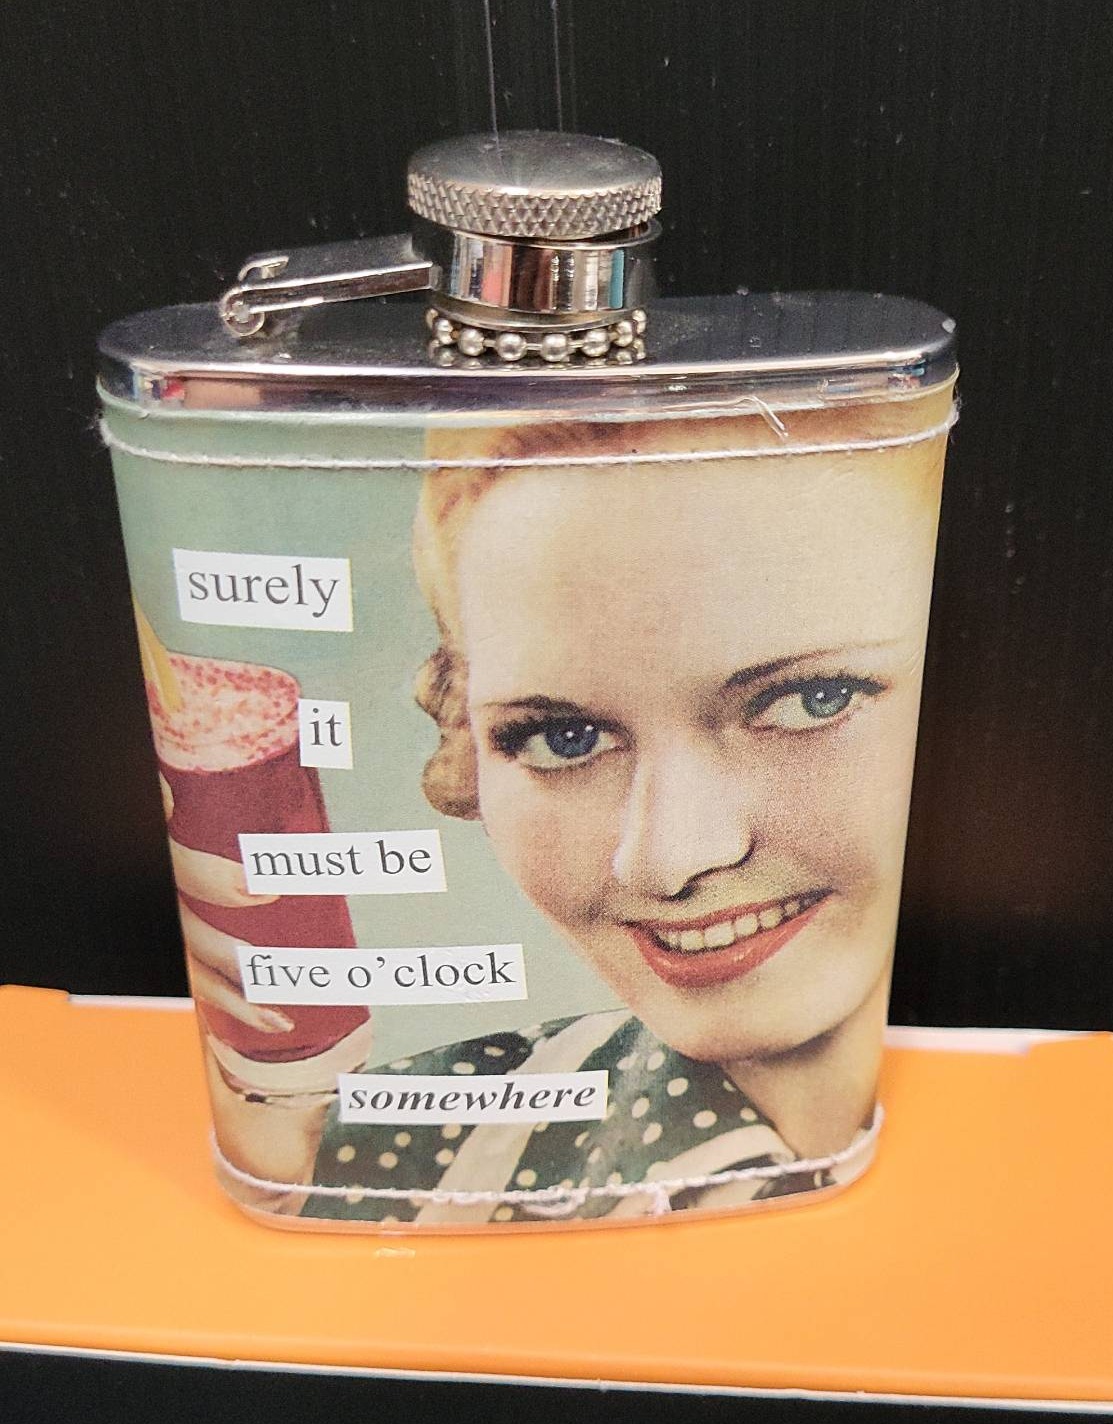 surely
it
must be
five o'clock
somewhere